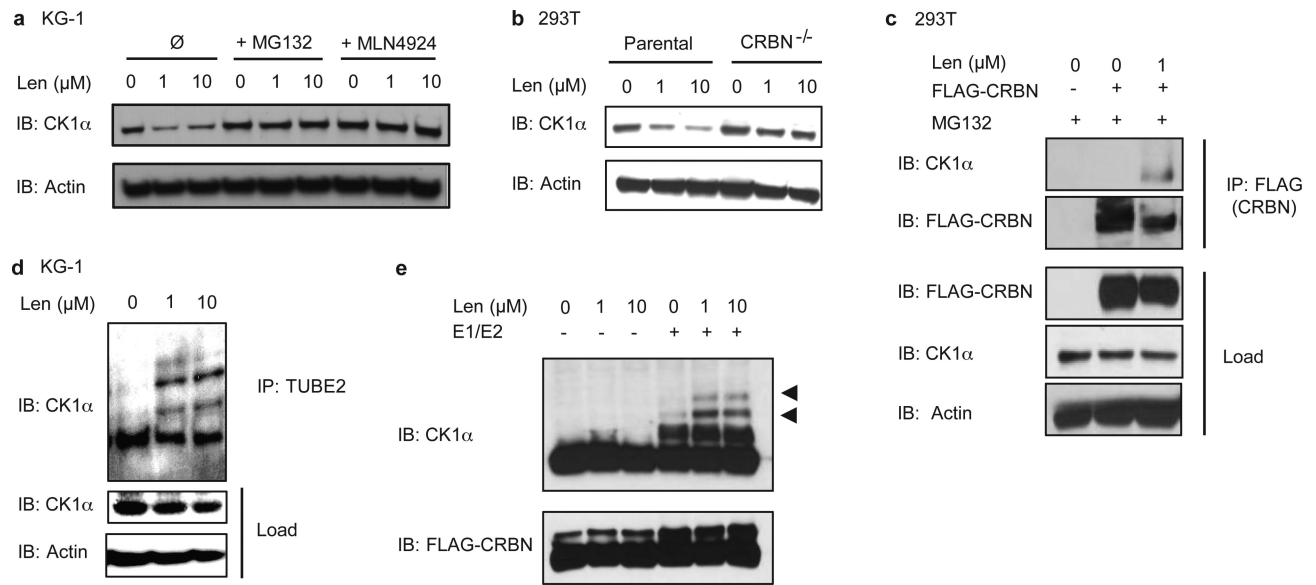 a KG-1
Ø + MG132 + MLN4924
Len (µM) 0 1 10 0 1 10 0 1 10
IB: CK1α
IB: Actin
b 293T
Parental CRBN-/-
Len (µM) 0 1 10 0 1 10
IB: CK1α
IB: Actin
c 293T
Len (µM) 0 0 1
FLAG-CRBN - + +
MG132 + + +
IB: CK1α
IB: FLAG-CRBN
IP: FLAG
(CRBN)
IB: FLAG-CRBN
IB: CK1α
IB: Actin
Load
d KG-1
Len (µM) 0 1 10
IB: CK1α
IP: TUBE2
IB: CK1α
IB: Actin
Load
e
Len (µM) 0 1 10 0 1 10
E1/E2 - - - + + +
IB: CK1α
IB: FLAG-CRBN